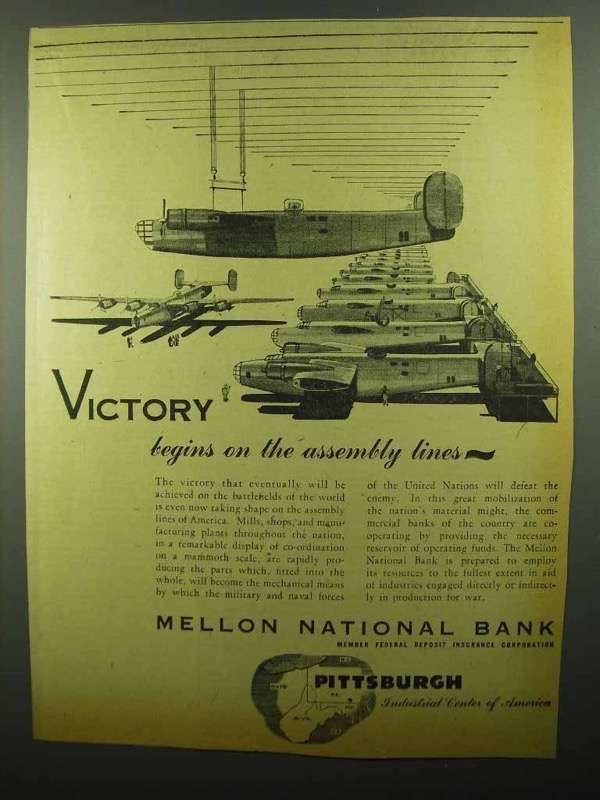 VICTORY
begins on the assembly lines
The victory that eventually will be
achieved on the battlefields of the world
is even now taking shape on the assembly
lines of America. Mills, shops, and manu-
facturing plants throughout the nation,
in a remarkable display of co-ordination
on a mammoth scale, are rapidly pro-
ducing the parts which, fitted into the
whole, will become the mechanical means
by which the military and naval forces
of the United Nations will defeat the
enemy. In this great mobilization of
the nation's material might, the com-
mercial banks of the country are co-
operating by providing the necessary
reservoir of operating funds. The Mellon
National Bank is prepared to employ
its resources to the fullest extent in aid
of industries engaged directly or indirect-
ly in production for war.
MELLON NATIONAL BANK
MEMBER FEDERAL DEPOSIT INSURANCE CORPORATION
PITTSBURGH
Industrial Center of America
N.Y.
OHIO
PA.
W.VA.